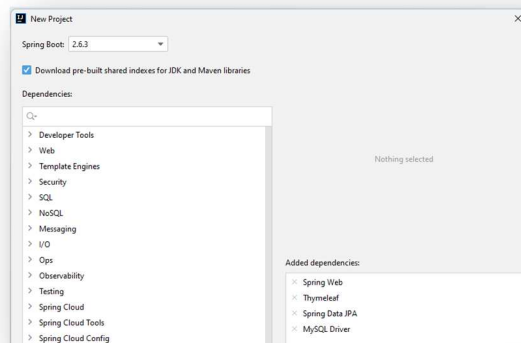 New Project
Spring Boot: 2.6.3
Download pre-built shared indexes for JDK and Maven libraries
Dependencies:
Developer Tools
Web
Template Engines
Security
SQL
NoSQL
Messaging
I/O
Ops
Observability
Testing
Spring Cloud
Spring Cloud Tools
Spring Cloud Config
Nothing selected
Added dependencies:
Spring Web
Thymeleaf
Spring Data JPA
MySQL Driver